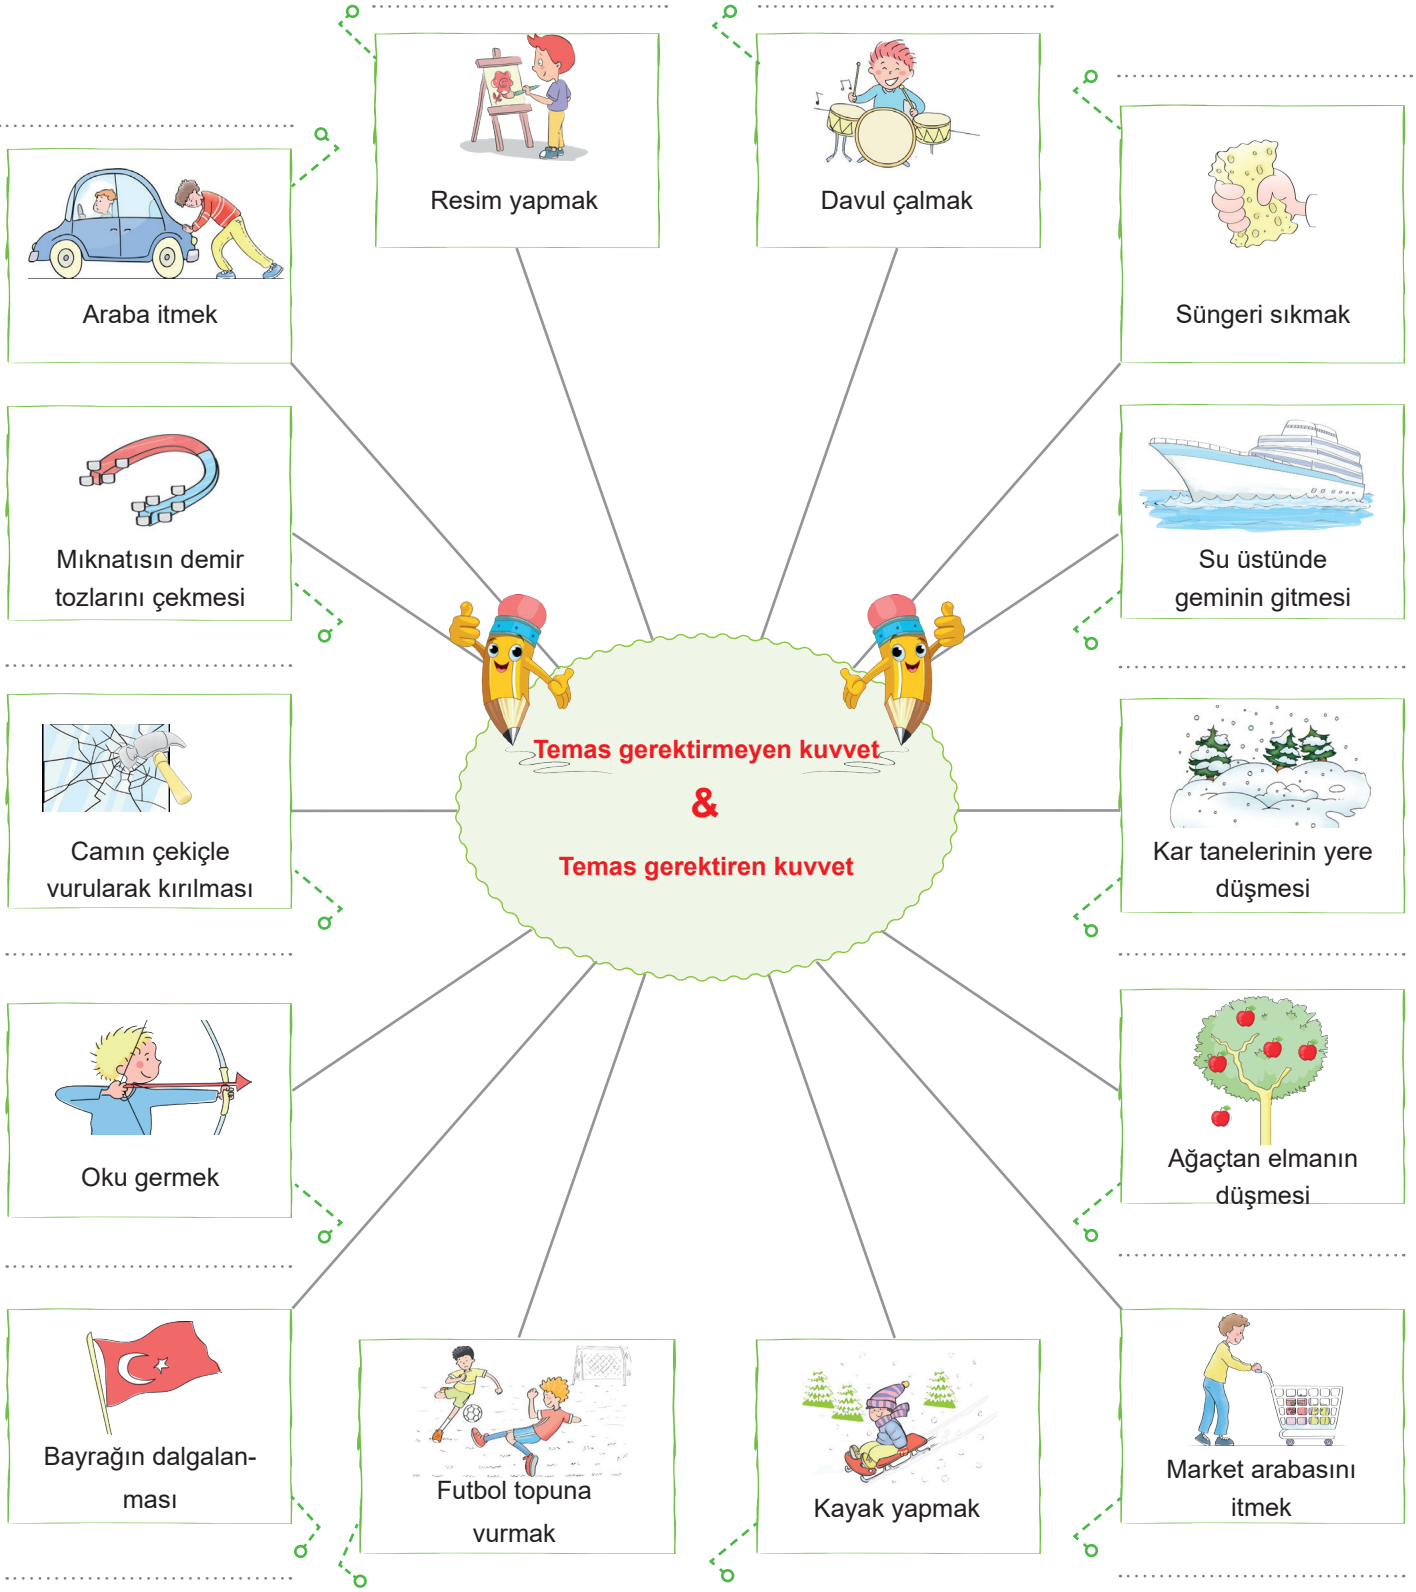 Resim yapmak
Davul çalmak
Araba itmek
Süngeri sıkmak
Mıknatısın demir
tozlarını çekmesi
Su üstünde
geminin gitmesi
Temas gerektirmeyen kuvvet
&
Temas gerektiren kuvvet
Camın çekiçle
vurularak kırılması
Kar tanelerinin yere
düşmesi
Oku germek
Ağaçtan elmanın
düşmesi
Bayrağın dalgalan-
ması
Futbol topuna
vurmak
Kayak yapmak
Market arabasını
itmek